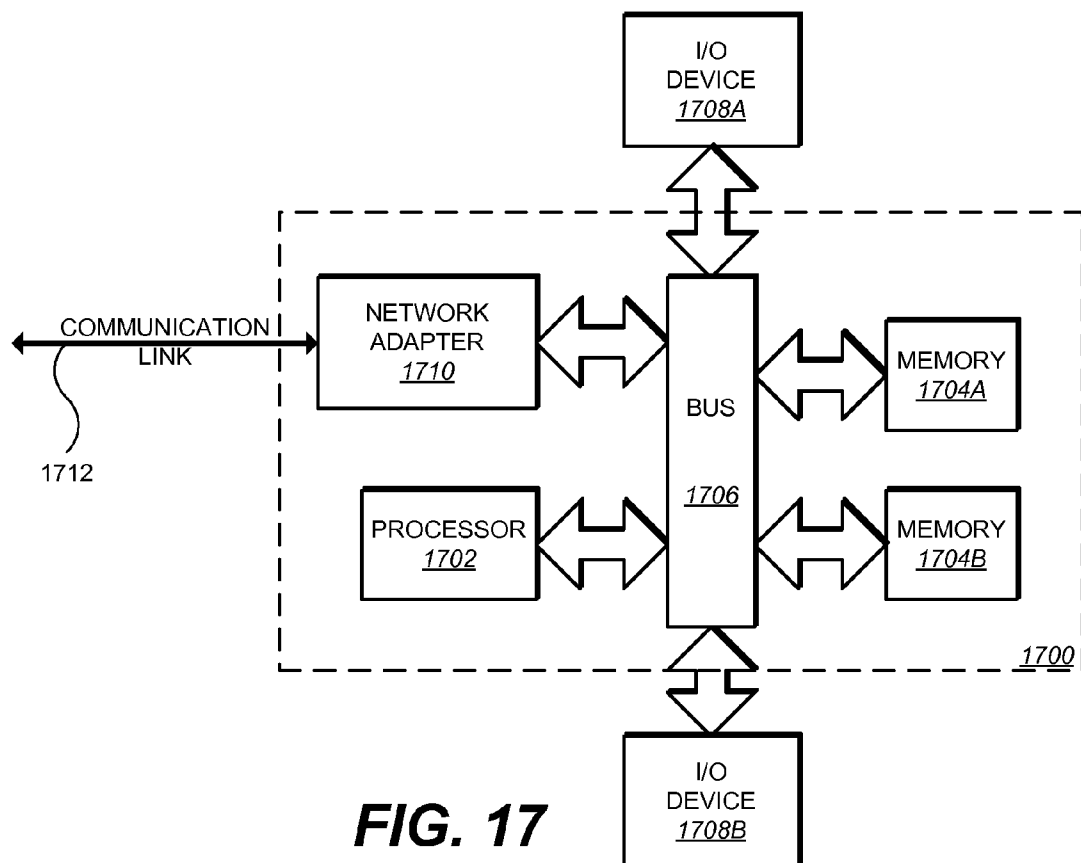 I/O
DEVICE
1708A
NETWORK
ADAPTER
1710
COMMUNICATION
LINK
1712
BUS
1706
MEMORY
1704A
PROCESSOR
1702
MEMORY
1704B
1700
I/O
DEVICE
1708B
FIG. 17